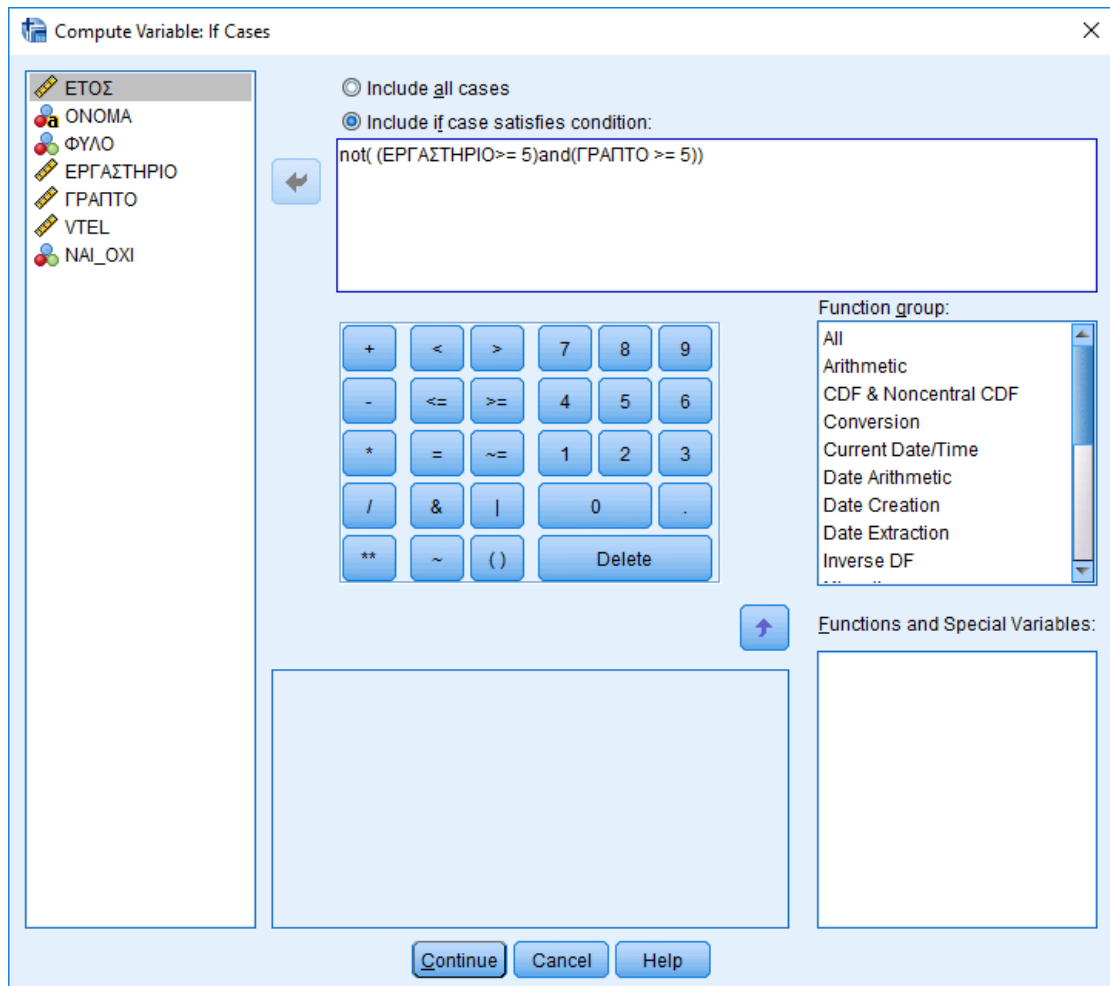 Compute Variable: If Cases
ΕΤΟΣ
ΟΝΟΜΑ
ΦΥΛΟ
ΕΡΓΑΣΤΗΡΙΟ
ΓΡΑΠΤΟ
VTEL
ΝΑΙ_ΟΧΙ
Include all cases
Include if case satisfies condition:
not( (ΕΡΓΑΣΤΗΡΙΟ>= 5)and(ΓΡΑΠΤΟ >= 5))
+ < > 7 8 9
- <= >= 4 5 6
* = ~= 1 2 3
/ & | 0 .
** ~ ( ) Delete
Function group:
All
Arithmetic
CDF & Noncentral CDF
Conversion
Current Date/Time
Date Arithmetic
Date Creation
Date Extraction
Inverse DF
Functions and Special Variables:
Continue Cancel Help